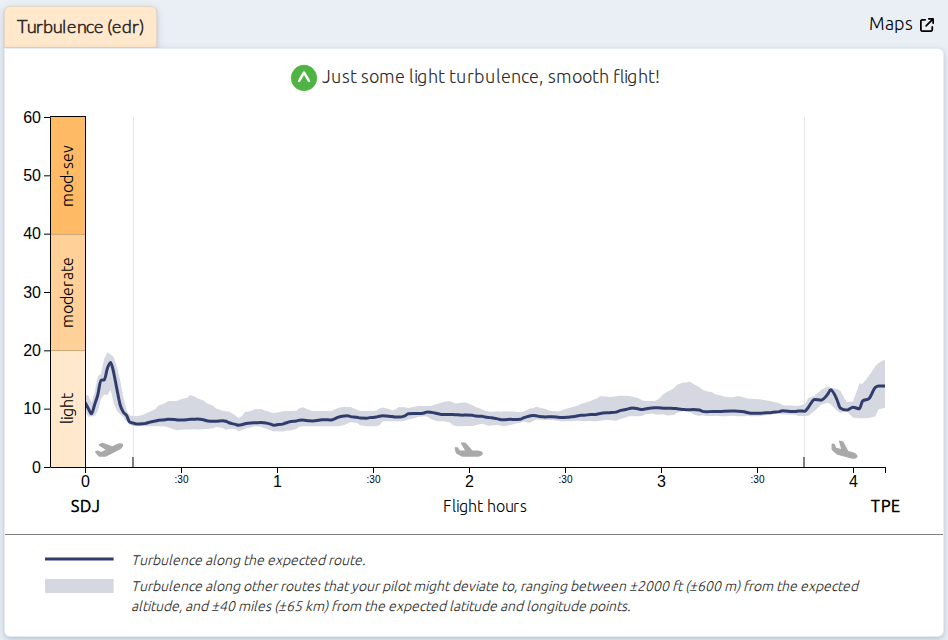 Turbulence (edr)
Maps
Just some light turbulence, smooth flight!
60
50
40
30
20
10
0
mod-sev
moderate
light
0
:30
1
:30
2
:30
3
:30
4
SDJ
Flight hours
TPE
Turbulence along the expected route.
Turbulence along other routes that your pilot might deviate to, ranging between ±2000 ft (±600 m) from the expected
altitude, and ±40 miles (±65 km) from the expected latitude and longitude points.